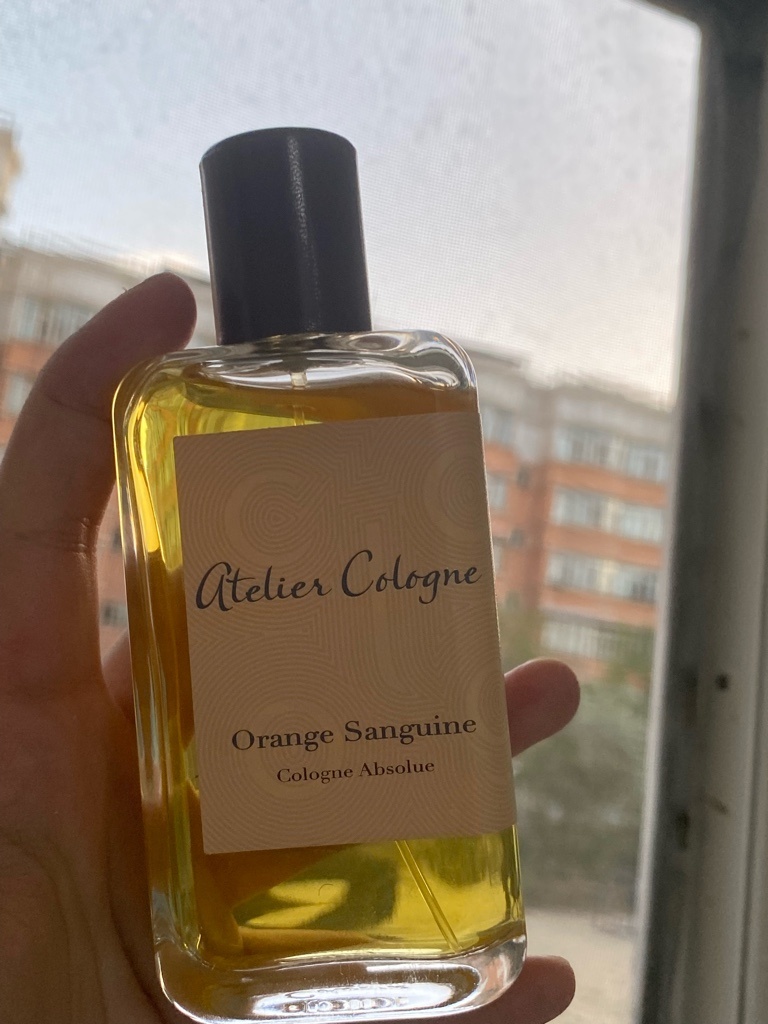 Atelier Cologne
Orange Sanguine
Cologne Absolue